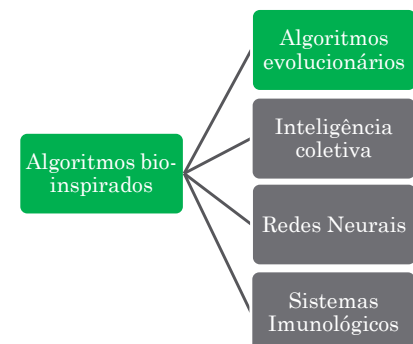 Algoritmos bio-
inspirados
Algoritmos
evolucionários
Inteligência
coletiva
Redes Neurais
Sistemas
Imunológicos